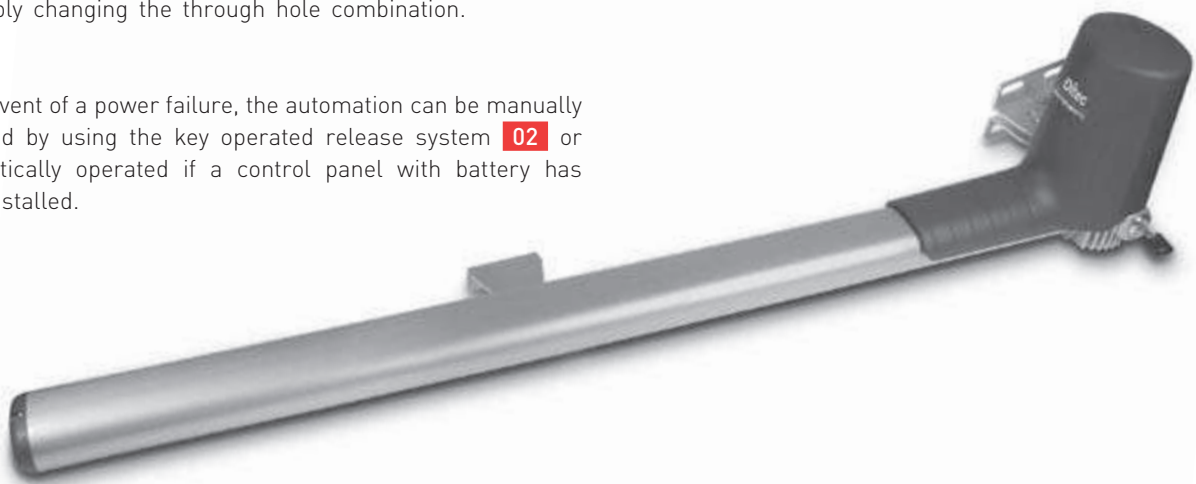 ply changing the through hole combination.
vent of a power failure, the automation can be manually
d by using the key operated release system 02 or
tically operated if a control panel with battery has
stalled.
Ditec